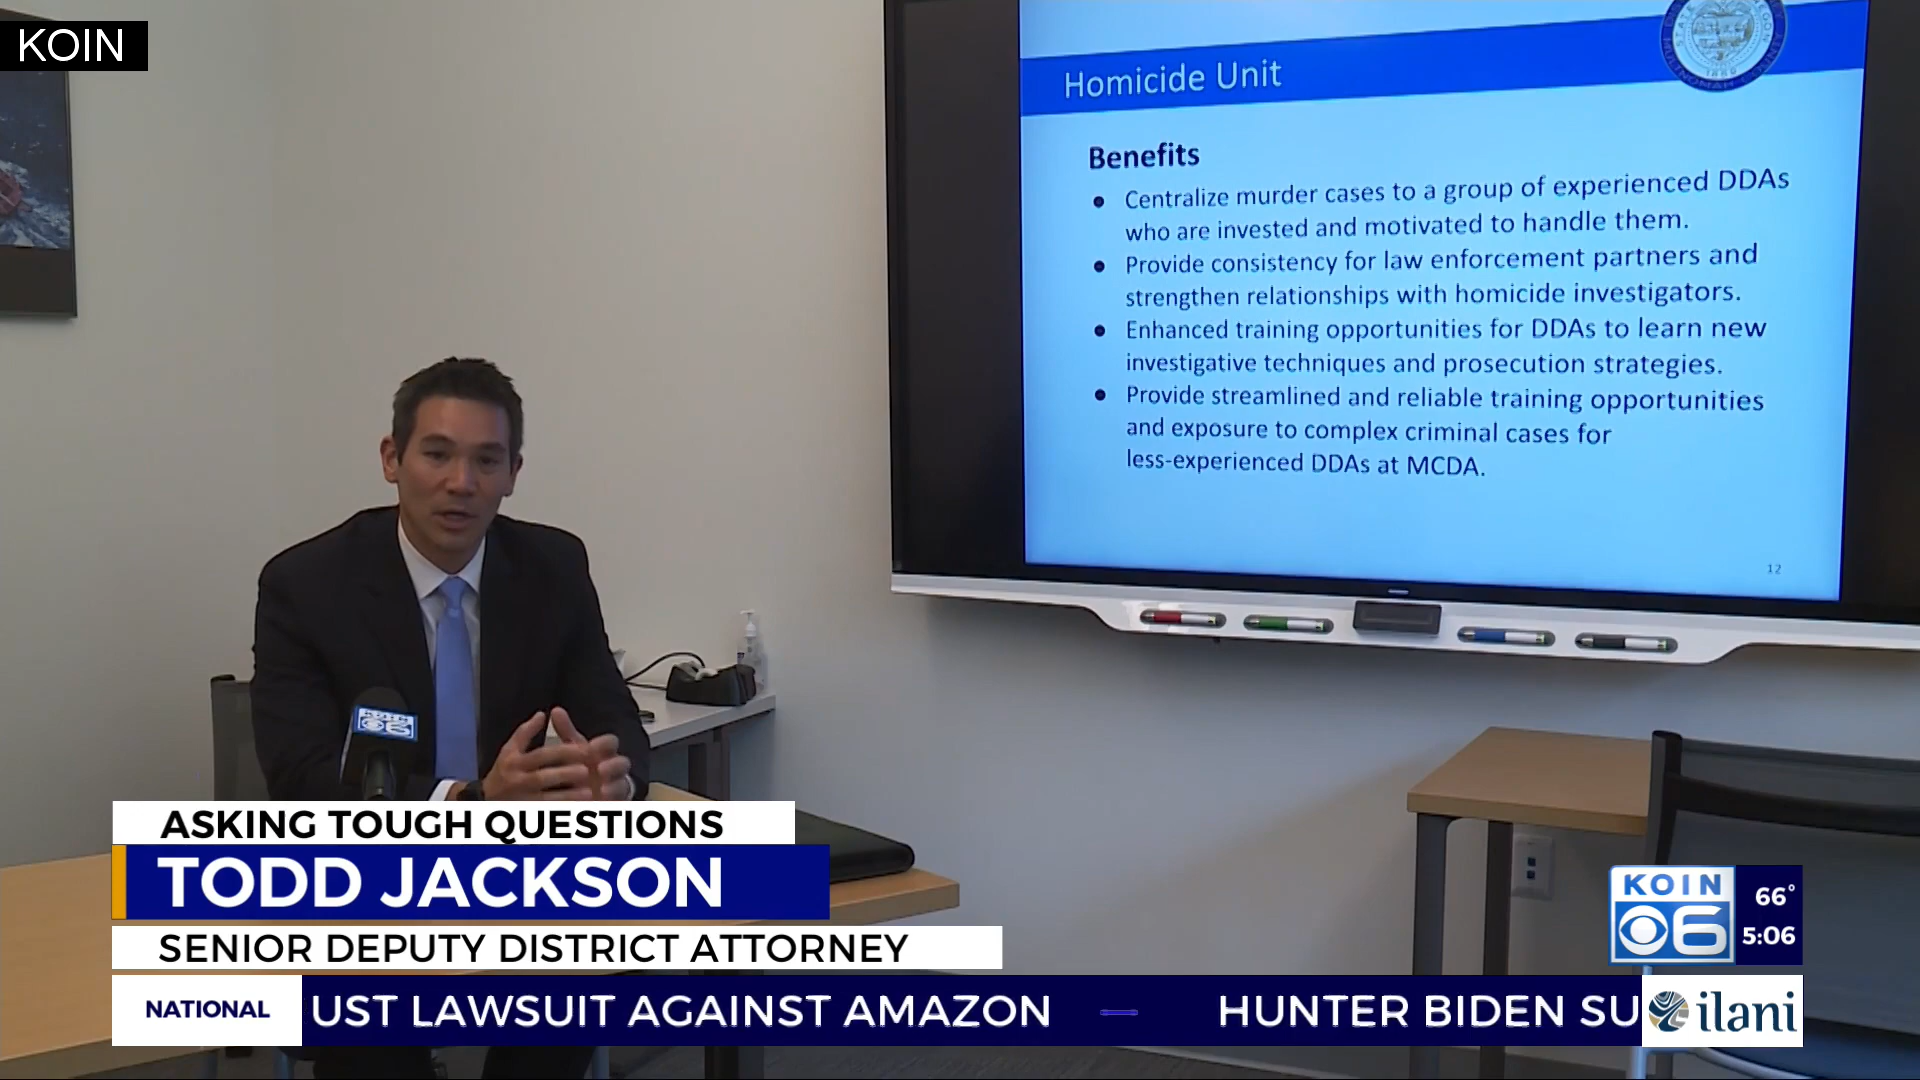 KOIN
Homicide Unit
Benefits
● Centralize murder cases to a group of experienced DDAs
who are invested and motivated to handle them.
● Provide consistency for law enforcement partners and
strengthen relationships with homicide investigators.
● Enhanced training opportunities for DDAs to learn new
investigative techniques and prosecution strategies.
● Provide streamlined and reliable training opportunities
and exposure to complex criminal cases for
less-experienced DDAs at MCDA.
12
KOIN
6
ASKING TOUGH QUESTIONS
TODD JACKSON
SENIOR DEPUTY DISTRICT ATTORNEY
KOIN
6
66°
5:06
NATIONAL
UST LAWSUIT AGAINST AMAZON — HUNTER BIDEN SU
ilani